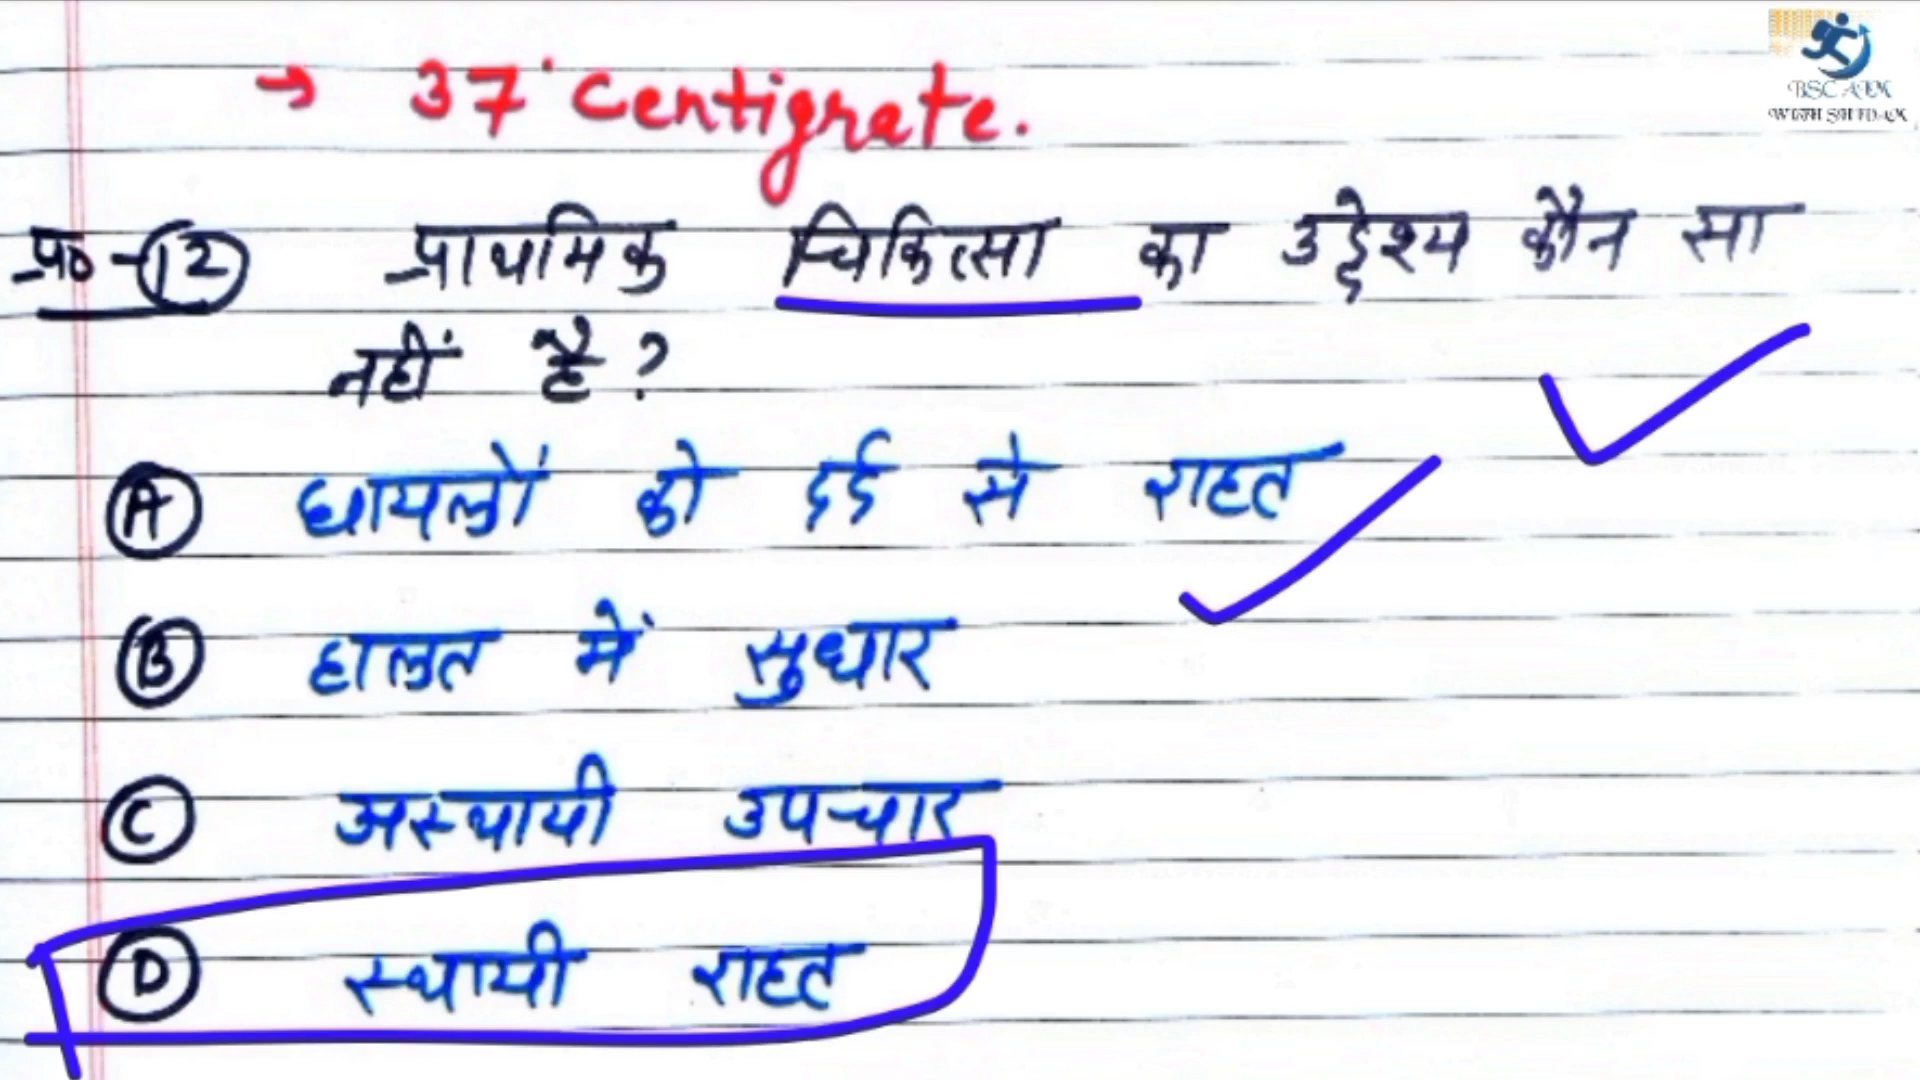 → 37° Centigrate.
प्र०-12 प्राथमिक चिकित्सा का उद्देश्य कौन सा
नहीं है?
A घायलों को दर्द से राहत
B हालत में सुधार
C अस्थायी उपचार
D स्थायी राहत